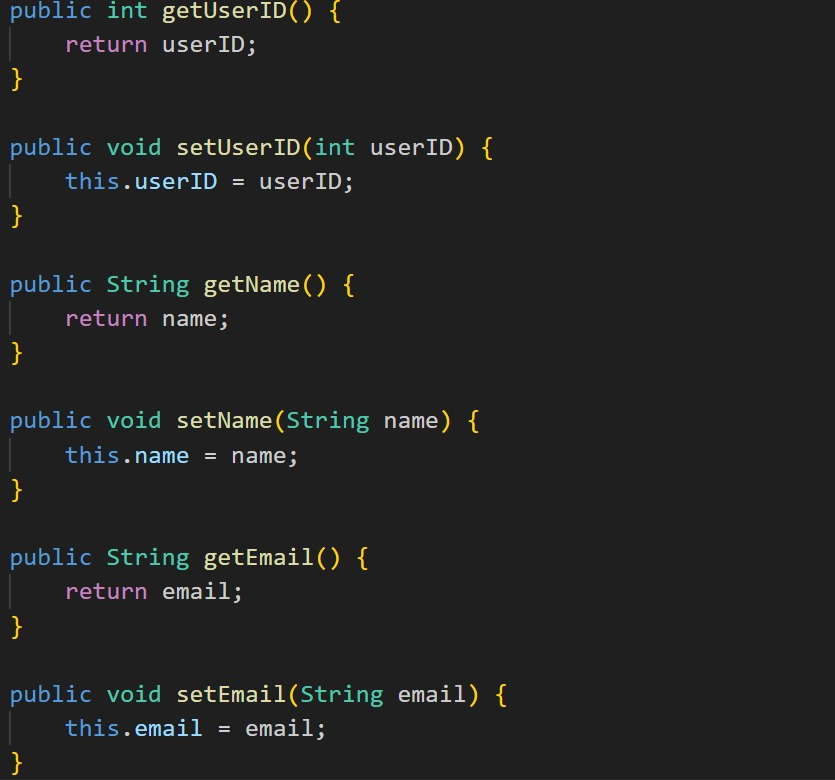 public int getUserID() {
    return userID;
}

public void setUserID(int userID) {
    this.userID = userID;
}

public String getName() {
    return name;
}

public void setName(String name) {
    this.name = name;
}

public String getEmail() {
    return email;
}

public void setEmail(String email) {
    this.email = email;
}